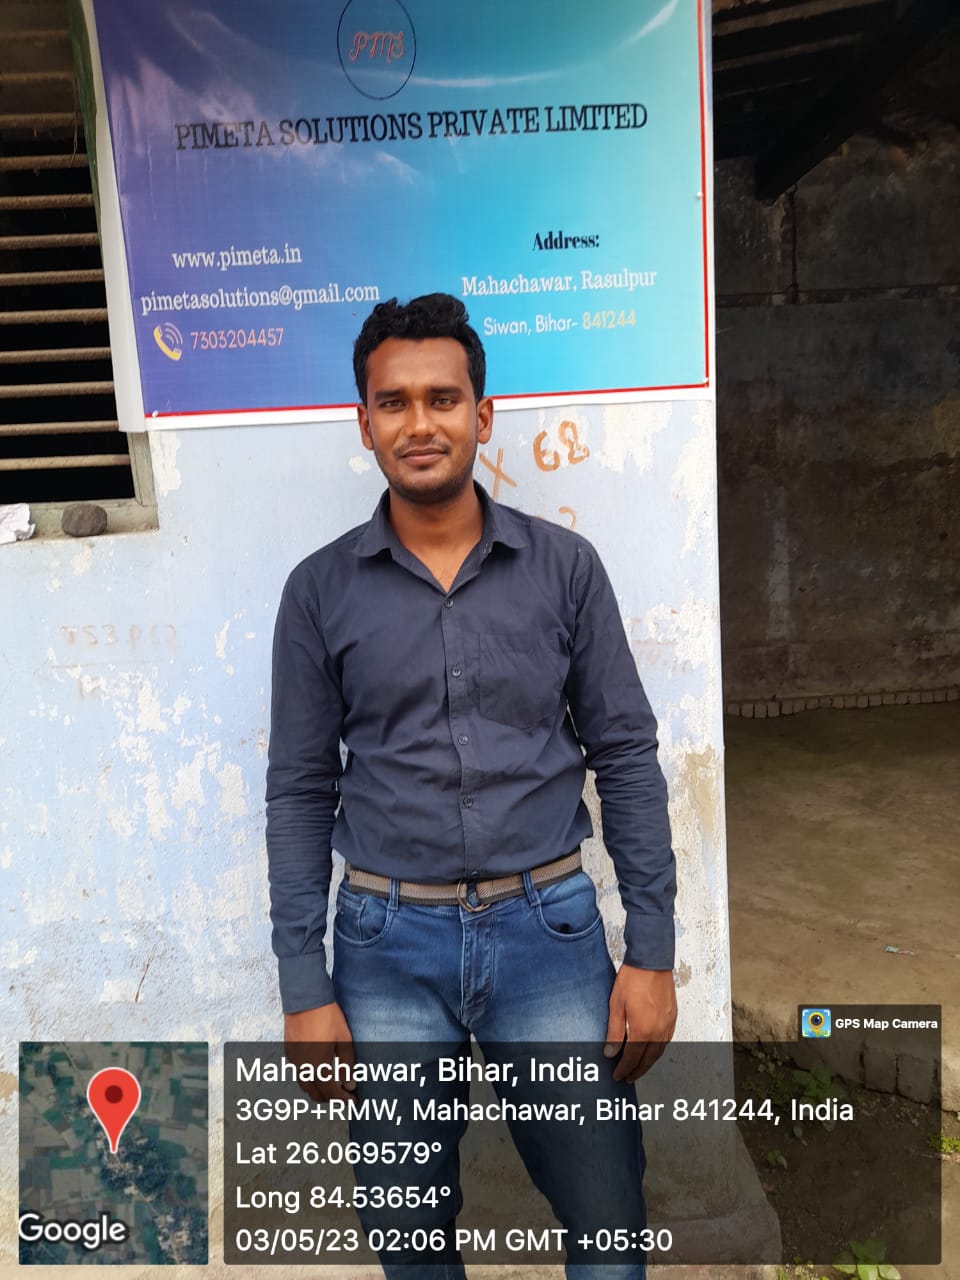 PMS
PIMETA SOLUTIONS PRIVATE LIMITED
www.pimeta.in
pimetasolutions@gmail.com
7303204457
Address:
Mahachawar, Rasulpur
Siwan, Bihar- 841244
X 68
GPS Map Camera
Mahachawar, Bihar, India
3G9P+RMW, Mahachawar, Bihar 841244, India
Lat 26.069579°
Long 84.53654°
03/05/23 02:06 PM GMT +05:30
Google